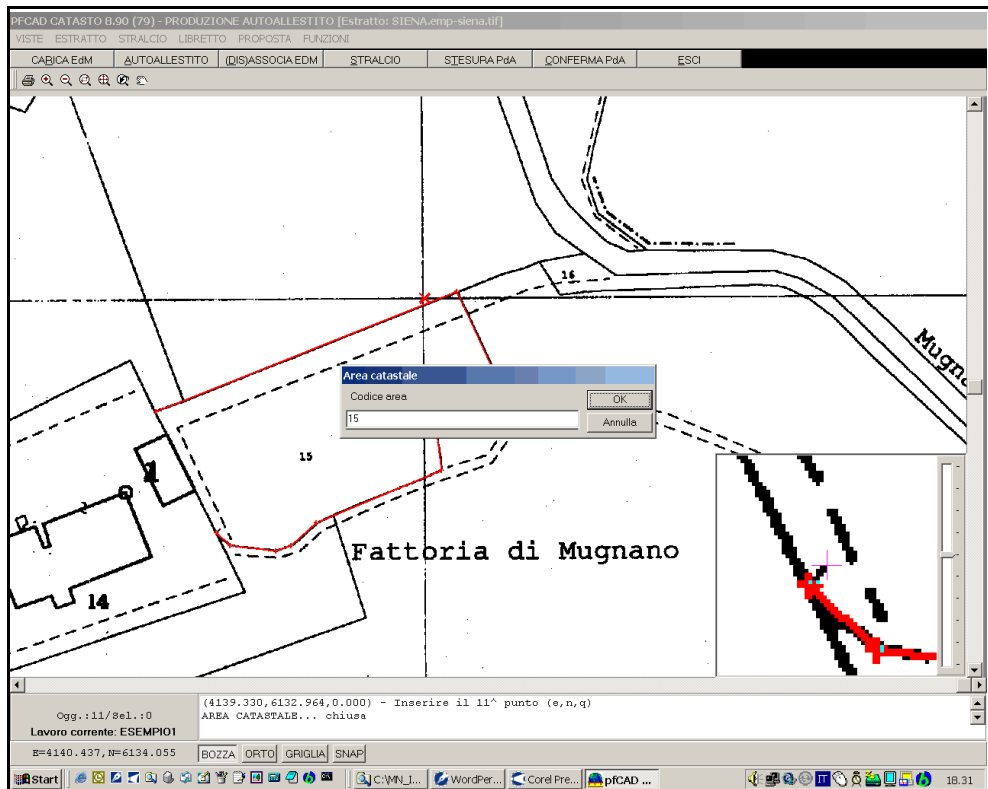 PFCAD CATASTO 8.90 (79) - PRODUZIONE AUTOALLESTITO [Estratto: SIENA.emp-siena.tif]
VISTE ESTRATTO STRALCIO LIBRETTO PROPOSTA FUNZIONI
CARICA EdM AUTOALLESTITO (DIS)ASSOCIA EDM STRALCIO STESURA PdA CONFERMA PdA ESCI
16
Area catastale
Codice area
OK
15
Annulla
15
1
2
Fattoria di Mugnano
14
(4139.330,6132.964,0.000) - Inserire il 11^ punto (e,n,q)
Ogg.:11/Sel.:0
AREA CATASTALE... chiusa
Lavoro corrente: ESEMPIO1
E=4140.437,N=6134.055 BOZZA ORTO GRIGLIA SNAP
Start C:\MN_I... WordPer... Corel Pre... pfCAD ... 18.31